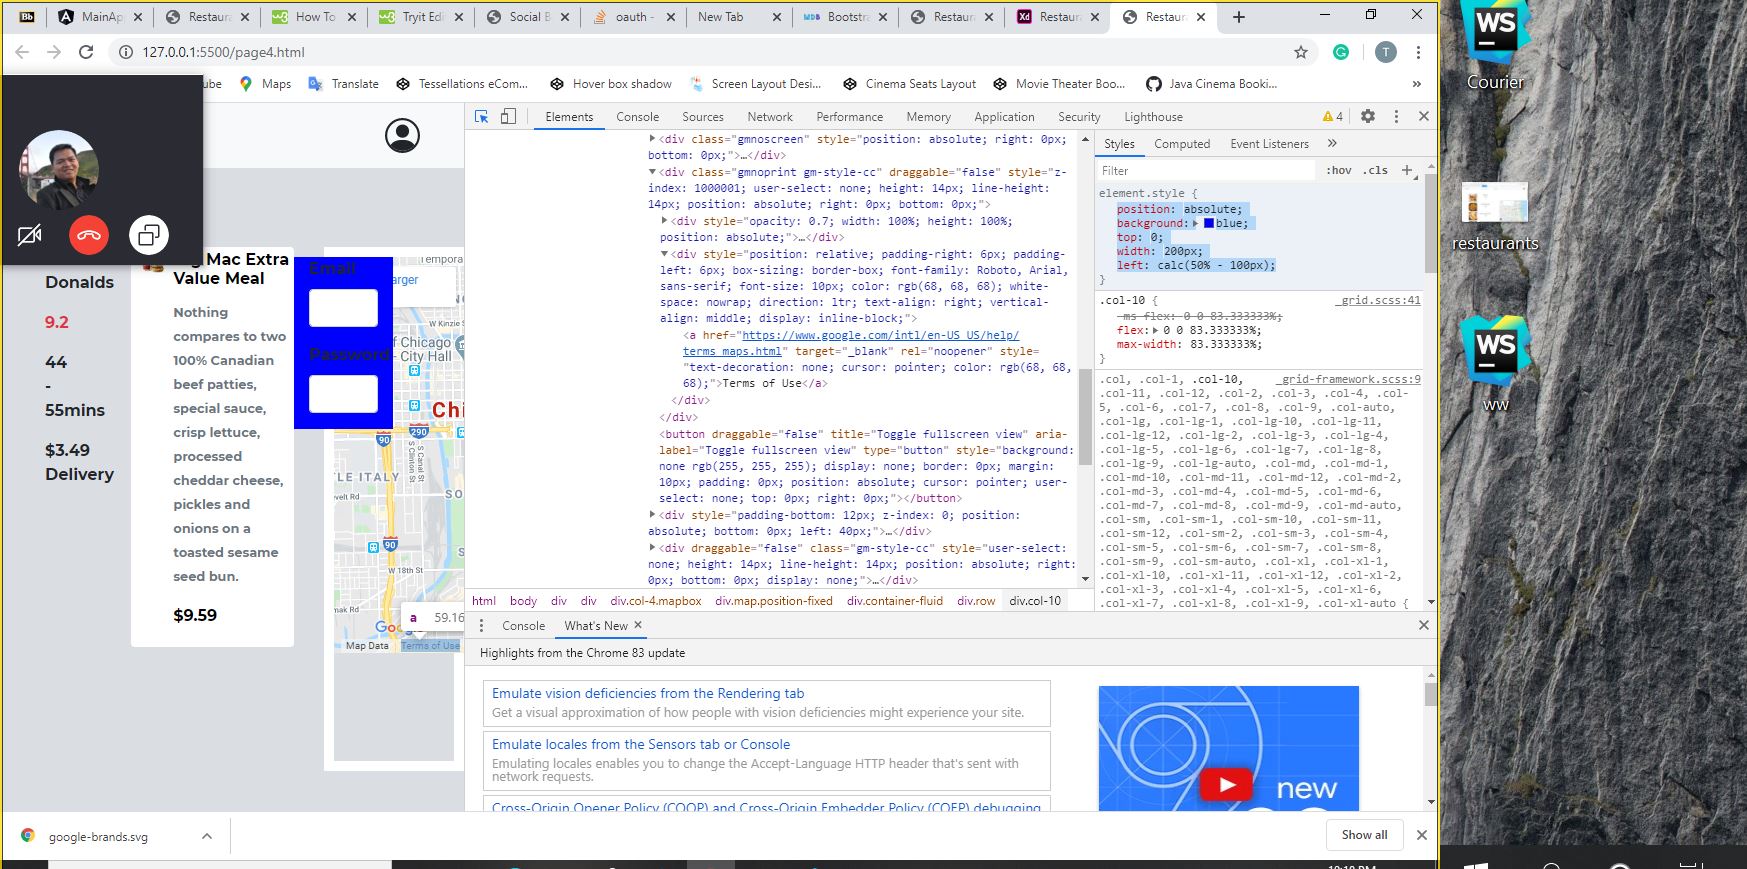 Bb
MainAp
Restaur
How To
Tryit Edi
Social B
oauth -
New Tab
MDB
Bootstra
Restaur
Xd
Restaur
Restaur
127.0.0.1:5500/page4.html
T
ube
Maps
Translate
Tessellations eCom...
Hover box shadow
Screen Layout Desi...
Cinema Seats Layout
Movie Theater Boo...
Java Cinema Booki...
»
Mac Extra
Value Meal
Donalds
9.2
44
-
55mins
$3.49
Delivery
Nothing
compares to two
100% Canadian
beef patties,
special sauce,
crisp lettuce,
processed
cheddar cheese,
pickles and
onions on a
toasted sesame
seed bun.
$9.59
Email
Password
Tempora
arger
W Kinzie S
f Chicago
- City Hall
Chi
290
90
S Canal St
S Clinton St
LE ITALY
SO
velt Rd
90
W 18th St
mak Rd
a 59.16
Map Data
Terms of Use
Elements
Console
Sources
Network
Performance
Memory
Application
Security
Lighthouse
4
<div class="gmnoscreen" style="position: absolute; right: 0px;
bottom: 0px;">…</div>
<div class="gmnoprint gm-style-cc" draggable="false" style="z-
index: 1000001; user-select: none; height: 14px; line-height:
14px; position: absolute; right: 0px; bottom: 0px;">
<div style="opacity: 0.7; width: 100%; height: 100%;
position: absolute;">…</div>
<div style="position: relative; padding-right: 6px; padding-
left: 6px; box-sizing: border-box; font-family: Roboto, Arial,
sans-serif; font-size: 10px; color: rgb(68, 68, 68); white-
space: nowrap; direction: ltr; text-align: right; vertical-
align: middle; display: inline-block;">
<a href="https://www.google.com/intl/en-US_US/help/
terms_maps.html" target="_blank" rel="noopener" style=
"text-decoration: none; cursor: pointer; color: rgb(68, 68,
68);">Terms of Use</a>
</div>
</div>
<button draggable="false" title="Toggle fullscreen view" aria-
label="Toggle fullscreen view" type="button" style="background:
none rgb(255, 255, 255); display: none; border: 0px; margin:
10px; padding: 0px; position: absolute; cursor: pointer; user-
select: none; top: 0px; right: 0px;"></button>
<div style="padding-bottom: 12px; z-index: 0; position:
absolute; bottom: 0px; left: 40px;">…</div>
<div draggable="false" class="gm-style-cc" style="user-select:
none; height: 14px; line-height: 14px; position: absolute; right:
0px; bottom: 0px; display: none;">…</div>
html body div div div.col-4.mapbox div.map.position-fixed div.container-fluid div.row div.col-10
Styles
Computed
Event Listeners
»
Filter
:hov .cls +
element.style {
position: absolute;
background: blue;
top: 0;
width: 200px;
left: calc(50% - 100px);
}
.col-10 {
_grid.scss:41
-ms-flex: 0 0 83.333333%;
flex: 0 0 83.333333%;
max-width: 83.333333%;
}
.col, .col-1, .col-10,
_grid-framework.scss:9
.col-11, .col-12, .col-2, .col-3, .col-4, .col-
5, .col-6, .col-7, .col-8, .col-9, .col-auto,
.col-lg, .col-lg-1, .col-lg-10, .col-lg-11,
.col-lg-12, .col-lg-2, .col-lg-3, .col-lg-4,
.col-lg-5, .col-lg-6, .col-lg-7, .col-lg-8,
.col-lg-9, .col-lg-auto, .col-md, .col-md-1,
.col-md-10, .col-md-11, .col-md-12, .col-md-2,
.col-md-3, .col-md-4, .col-md-5, .col-md-6,
.col-md-7, .col-md-8, .col-md-9, .col-md-auto,
.col-sm, .col-sm-1, .col-sm-10, .col-sm-11,
.col-sm-12, .col-sm-2, .col-sm-3, .col-sm-4,
.col-sm-5, .col-sm-6, .col-sm-7, .col-sm-8,
.col-sm-9, .col-sm-auto, .col-xl, .col-xl-1,
.col-xl-10, .col-xl-11, .col-xl-12, .col-xl-2,
.col-xl-3, .col-xl-4, .col-xl-5, .col-xl-6,
.col-xl-7, .col-xl-8, .col-xl-9, .col-xl-auto {
Console
What's New
Highlights from the Chrome 83 update
Emulate vision deficiencies from the Rendering tab
Get a visual approximation of how people with vision deficiencies might experience your site.
Emulate locales from the Sensors tab or Console
Emulating locales enables you to change the Accept-Language HTTP header that's sent with
network requests.
Cross-Origin Opener Policy (COOP) and Cross-Origin Embedder Policy (COEP) debugging
new
google-brands.svg
Show all
WS
Courier
restaurants
WS
ww